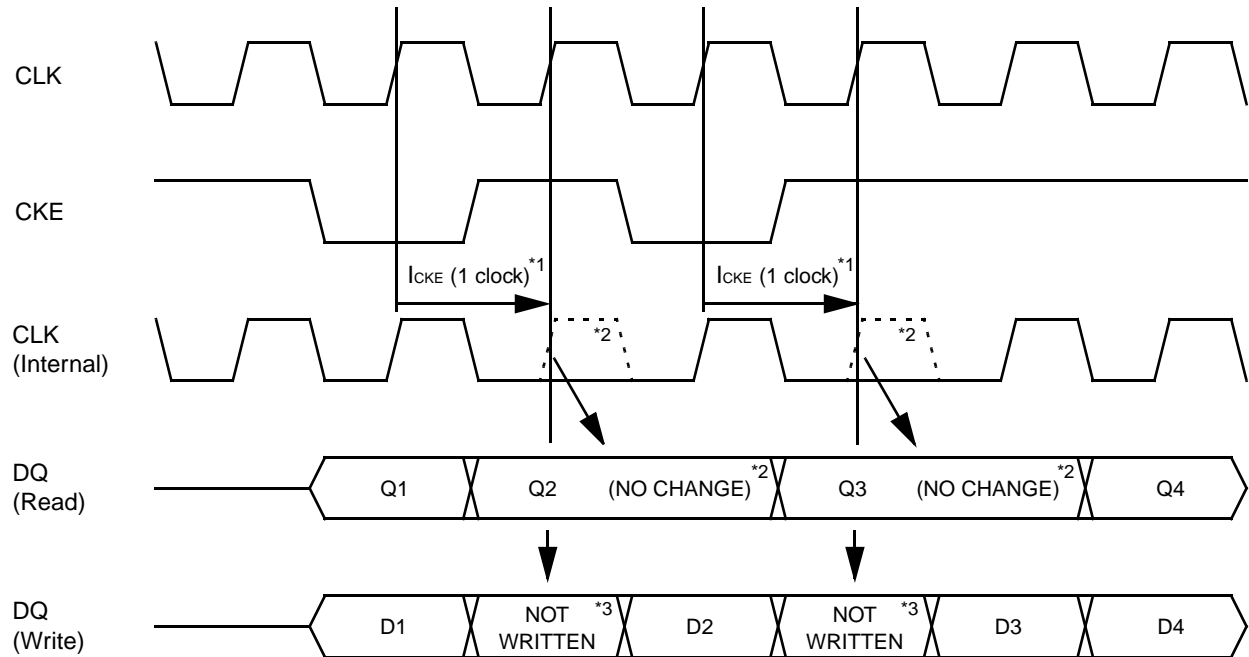 CLK
CKE
ICKE (1 clock)*1
ICKE (1 clock)*1
CLK
(Internal)
*2
*2
DQ
(Read)
Q1
Q2
(NO CHANGE)*2
Q3
(NO CHANGE)*2
Q4
DQ
(Write)
D1
NOT *3
WRITTEN
D2
NOT *3
WRITTEN
D3
D4